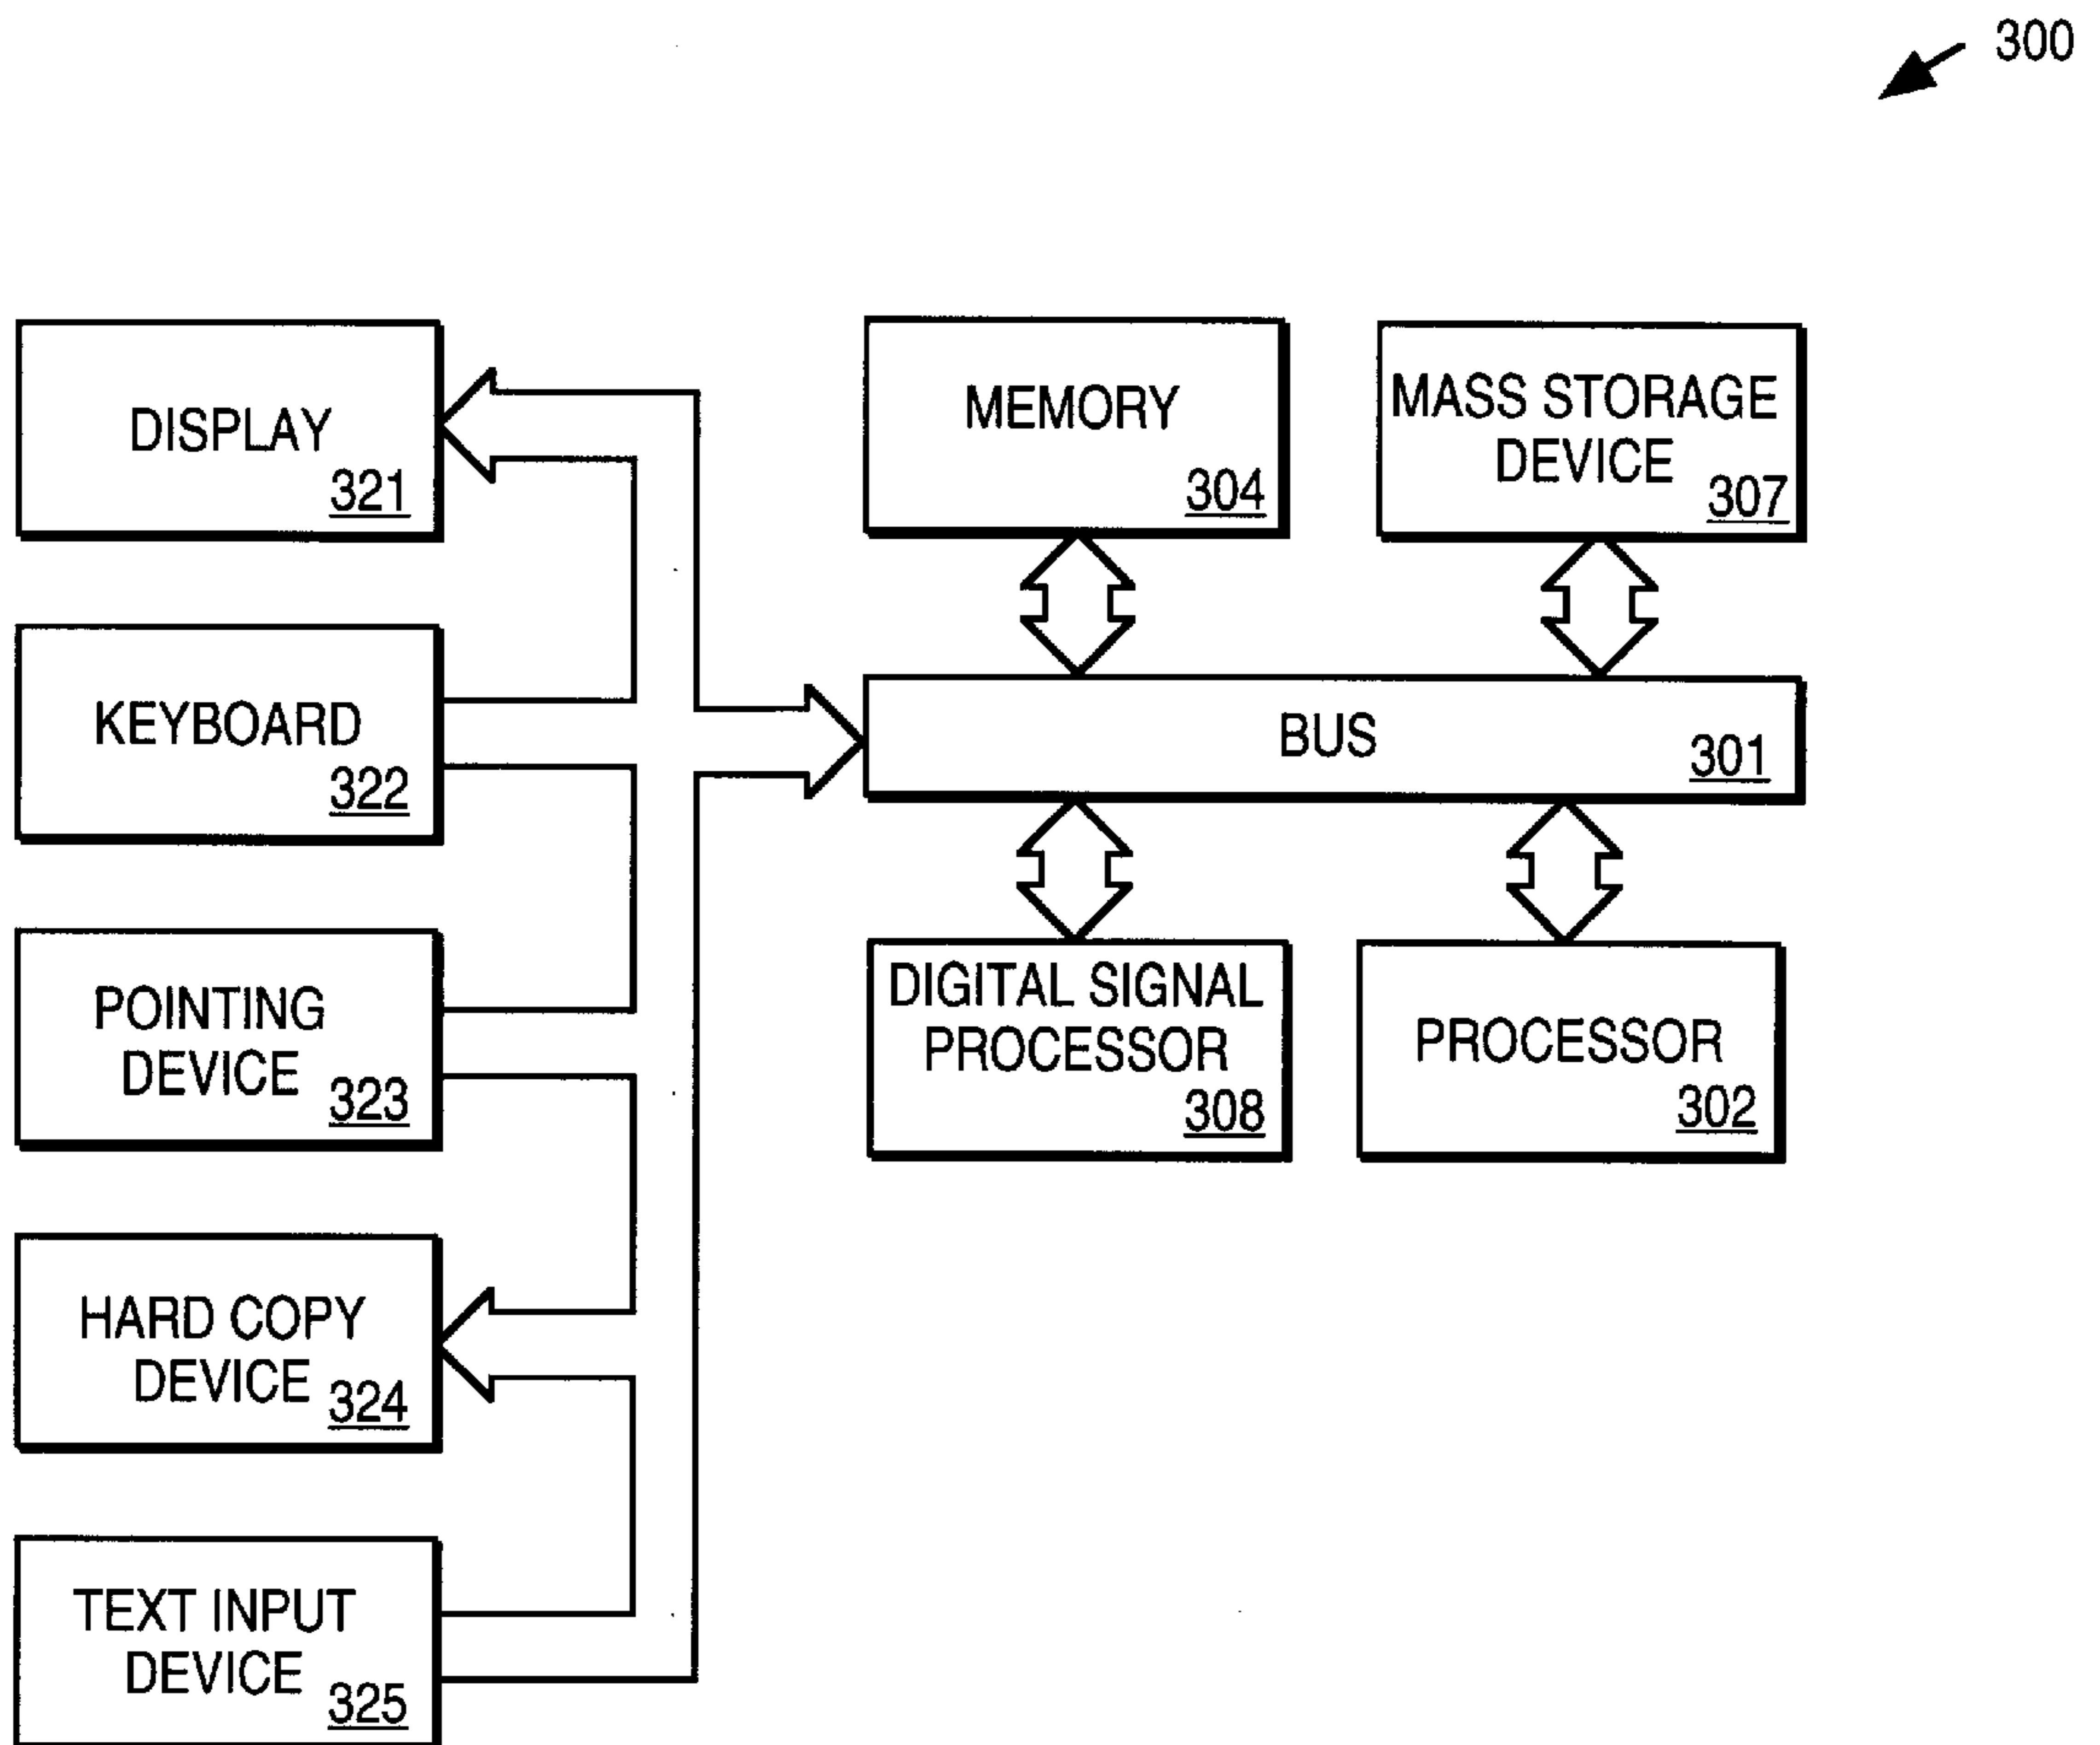 300
DISPLAY
321
KEYBOARD
322
POINTING
DEVICE
323
HARD COPY
DEVICE
324
TEXT INPUT
DEVICE
325
MEMORY
304
MASS STORAGE
DEVICE
307
BUS
301
DIGITAL SIGNAL
PROCESSOR
308
PROCESSOR
302